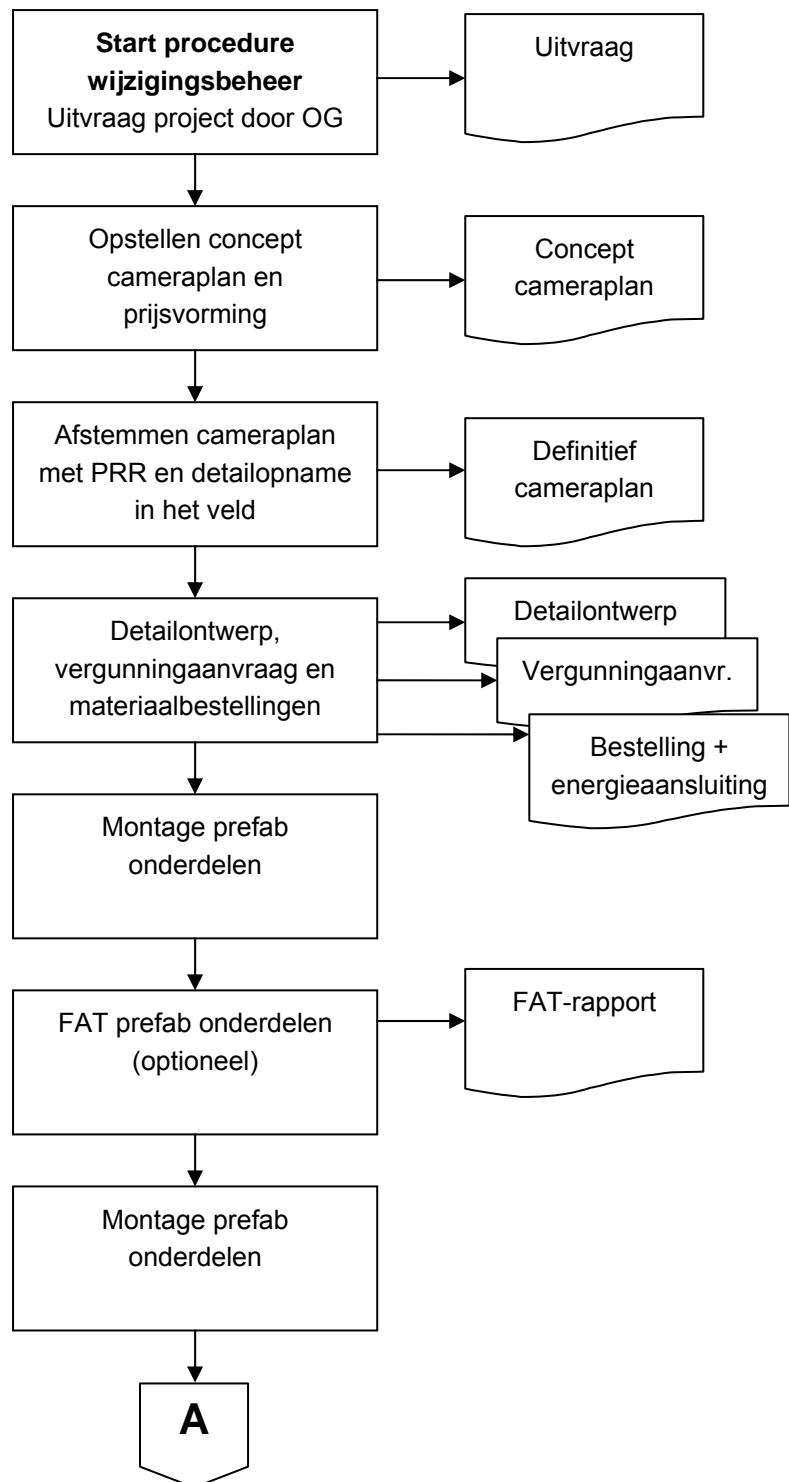 Start procedure
wijzigingsbeheer
Uitvraag project door OG
Uitvraag
Opstellen concept
cameraplan en
prijsvorming
Concept
cameraplan
Afstemmen cameraplan
met PRR en detailopname
in het veld
Definitief
cameraplan
Detailontwerp,
vergunningaanvraag en
materiaalbestellingen
Detailontwerp
Vergunningaanvr.
Bestelling +
energieaansluiting
Montage prefab
onderdelen
FAT prefab onderdelen
(optioneel)
FAT-rapport
Montage prefab
onderdelen
A